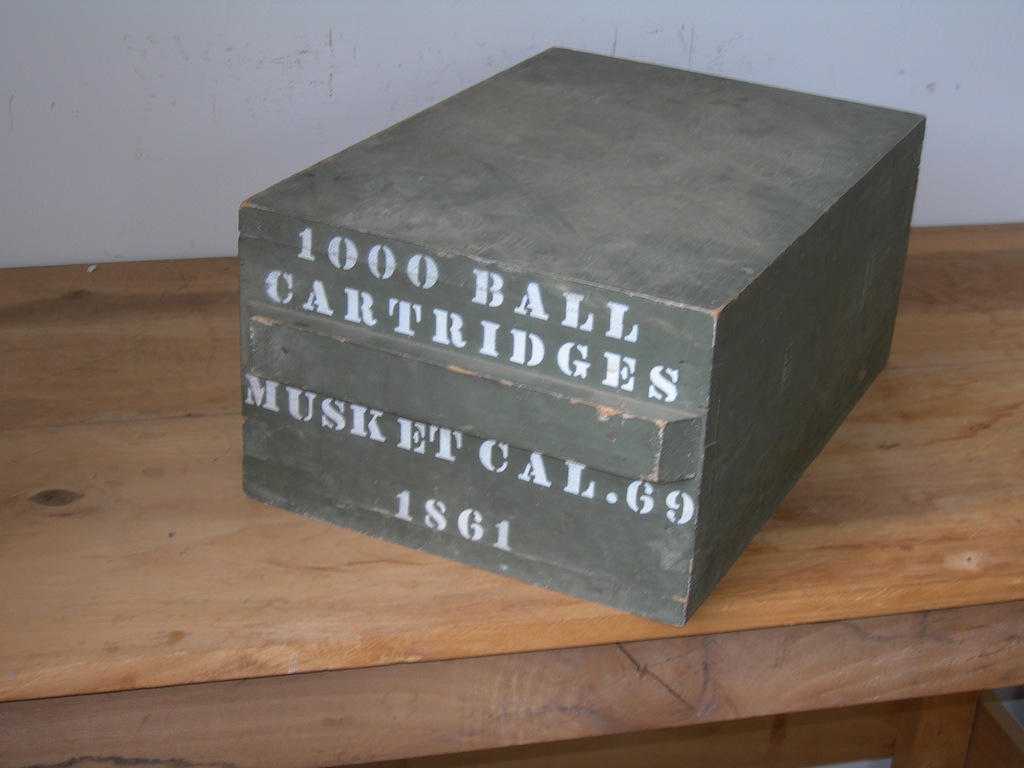 1000 BALL
CARTRIDGES
MUSKET CAL..69
1861